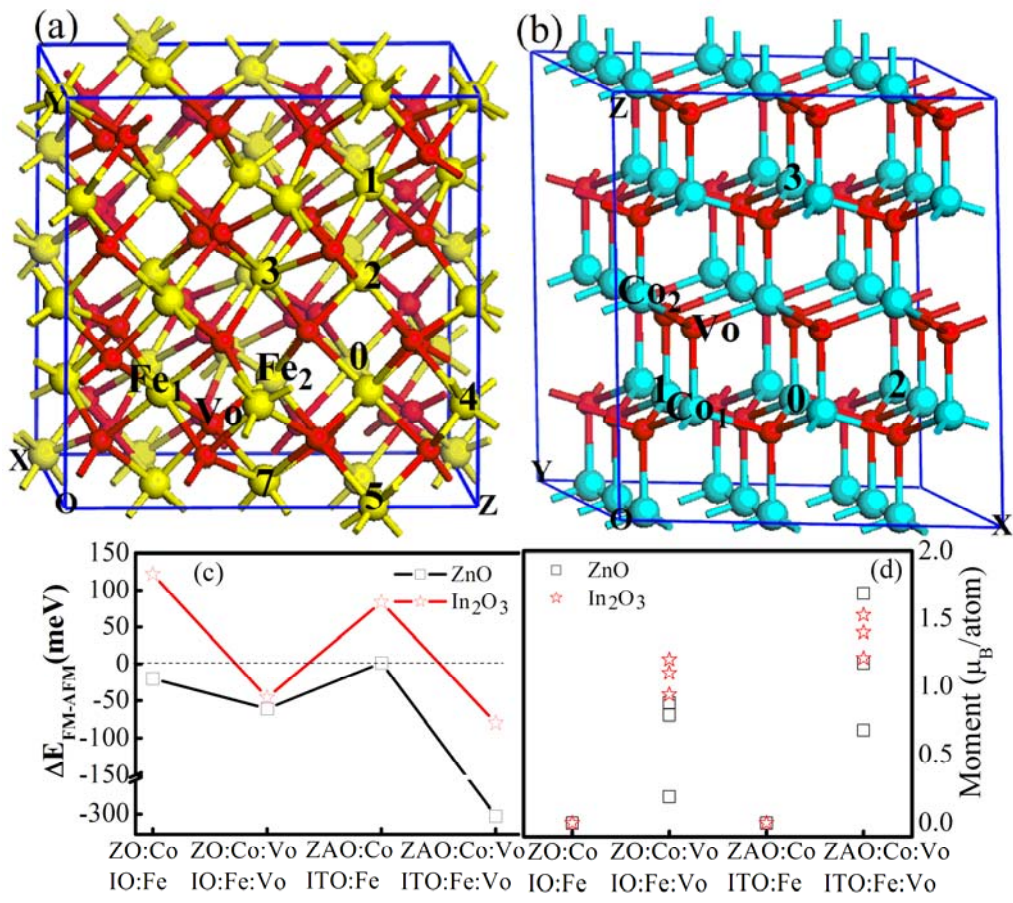 (a)
Y
1
3
2
0
Fe1
Fe2
4
Vo
X
7
5
O
Z
(b)
Z
3
Co2
Vo
1
Co1
0
2
Y
O
X
(c)
ZnO
In2O3
150
100
50
0
-50
-100
-150
-300
ΔE_FM-AFM(meV)
ZO:Co ZO:Co:Vo ZAO:Co ZAO:Co:Vo
IO:Fe IO:Fe:Vo ITO:Fe ITO:Fe:Vo
(d)
ZnO
In2O3
2.0
1.5
1.0
0.5
0.0
Moment (μB/atom)
ZO:Co ZO:Co:Vo ZAO:Co ZAO:Co:Vo
IO:Fe IO:Fe:Vo ITO:Fe ITO:Fe:Vo